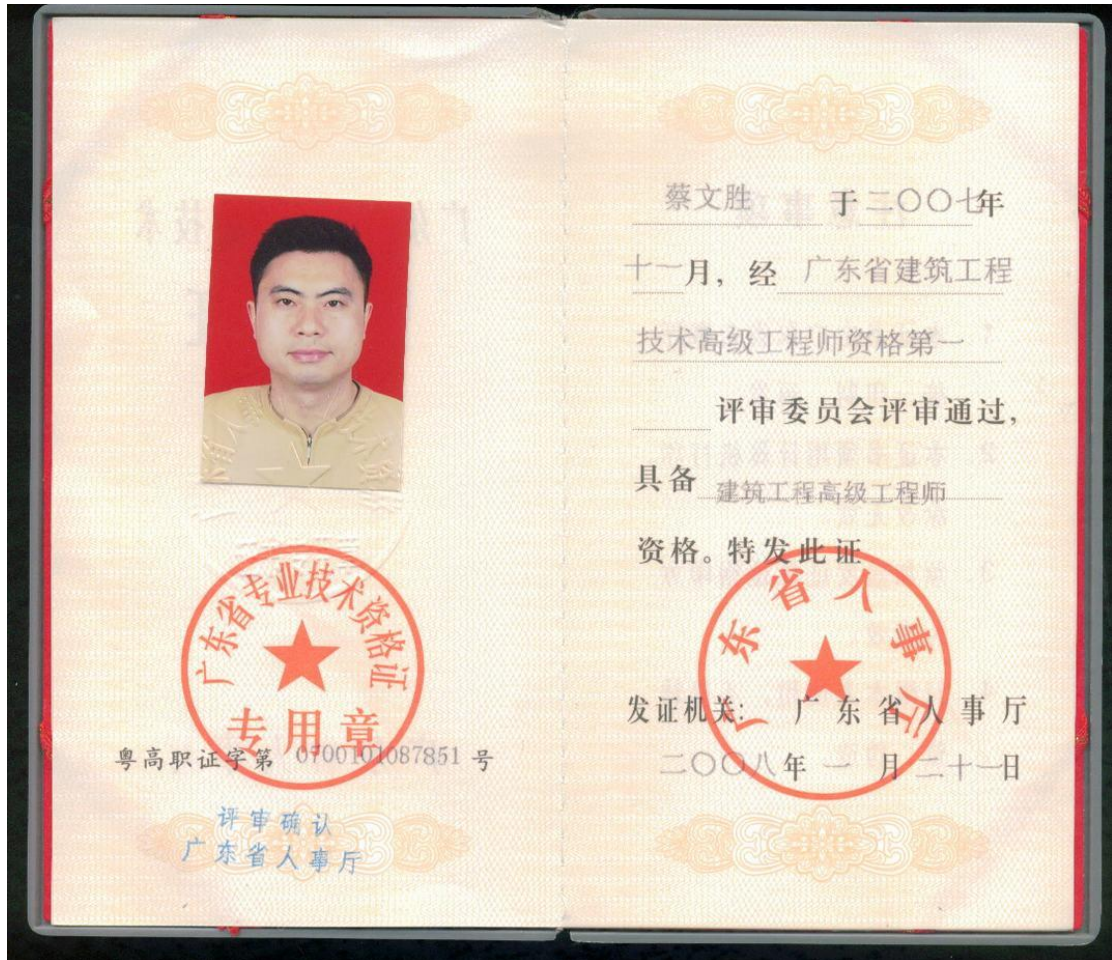 广东省专业技术资格证
专用章
粤高职证字第 0700101087851 号
评审确认
广东省人事厅
蔡文胜 于二〇〇七年
十一月，经 广东省建筑工程
技术高级工程师资格第一
评审委员会评审通过，
具备 建筑工程高级工程师
资格。特发此证
广东省人事厅
发证机关：广东省人事厅
二〇〇八年 一 月二十一日